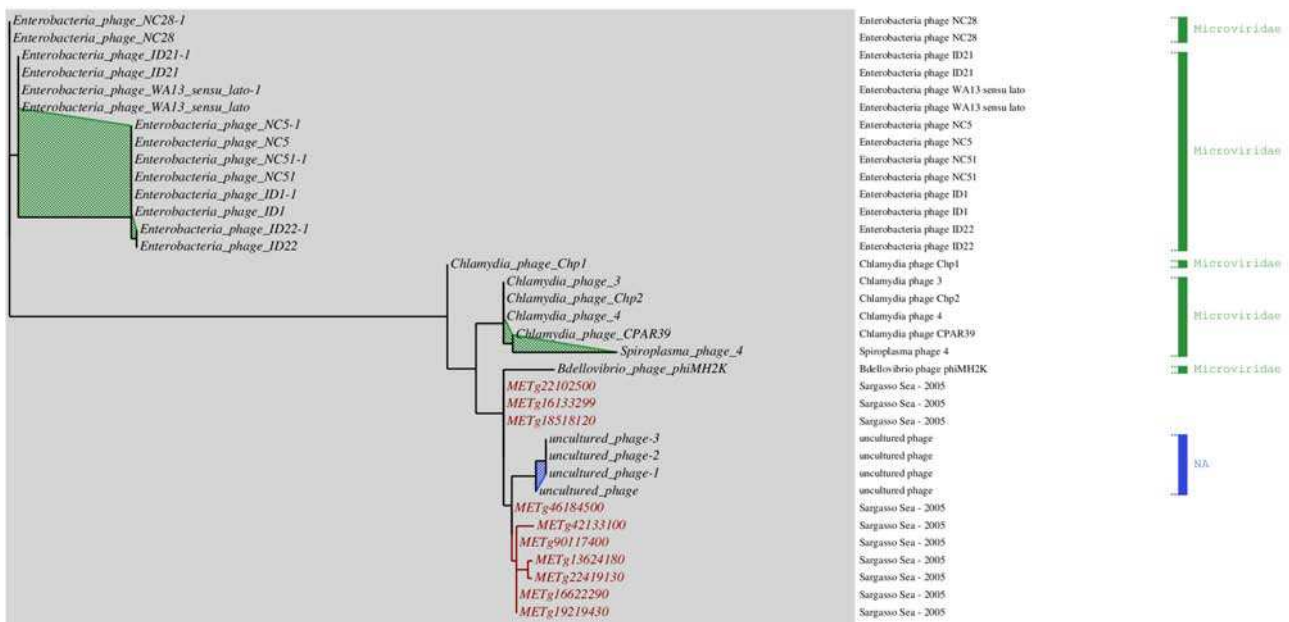 Enterobacteria_phage_NC28-1 Enterobacteria phage NC28 Microviridae
Enterobacteria_phage_NC28 Enterobacteria phage NC28
Enterobacteria_phage_ID21-1 Enterobacteria phage ID21
Enterobacteria_phage_ID21 Enterobacteria phage ID21
Enterobacteria_phage_WA13_sensu_lato-1 Enterobacteria phage WA13 sensu lato
Enterobacteria_phage_WA13_sensu_lato Enterobacteria phage WA13 sensu lato
Enterobacteria_phage_NC5-1 Enterobacteria phage NC5
Enterobacteria_phage_NC5 Enterobacteria phage NC5
Enterobacteria_phage_NC51-1 Enterobacteria phage NC51 Microviridae
Enterobacteria_phage_NC51 Enterobacteria phage NC51
Enterobacteria_phage_ID1-1 Enterobacteria phage ID1
Enterobacteria_phage_ID1 Enterobacteria phage ID1
Enterobacteria_phage_ID22-1 Enterobacteria phage ID22
Enterobacteria_phage_ID22 Enterobacteria phage ID22
Chlamydia_phage_Chp1 Chlamydia phage Chp1 Microviridae
Chlamydia_phage_3 Chlamydia phage 3
Chlamydia_phage_Chp2 Chlamydia phage Chp2
Chlamydia_phage_4 Chlamydia phage 4 Microviridae
Chlamydia_phage_CPAR39 Chlamydia phage CPAR39
Spiroplasma_phage_4 Spiroplasma phage 4
Bdellovibrio_phage_phiMH2K Bdellovibrio phage phiMH2K Microviridae
METg22102500 Sargasso Sea - 2005
METg16133299 Sargasso Sea - 2005
METg18518120 Sargasso Sea - 2005
uncultured_phage-3 uncultured phage
uncultured_phage-2 uncultured phage
uncultured_phage-1 uncultured phage NA
uncultured_phage uncultured phage
METg46184500 Sargasso Sea - 2005
METg42133100 Sargasso Sea - 2005
METg90117400 Sargasso Sea - 2005
METg13624180 Sargasso Sea - 2005
METg22419130 Sargasso Sea - 2005
METg16622290 Sargasso Sea - 2005
METg19219430 Sargasso Sea - 2005